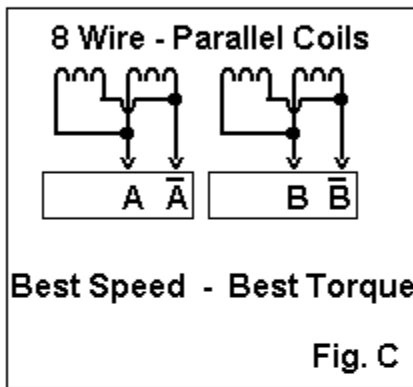 8 Wire - Parallel Coils
A A̅ B B̅
Best Speed - Best Torque
Fig. C